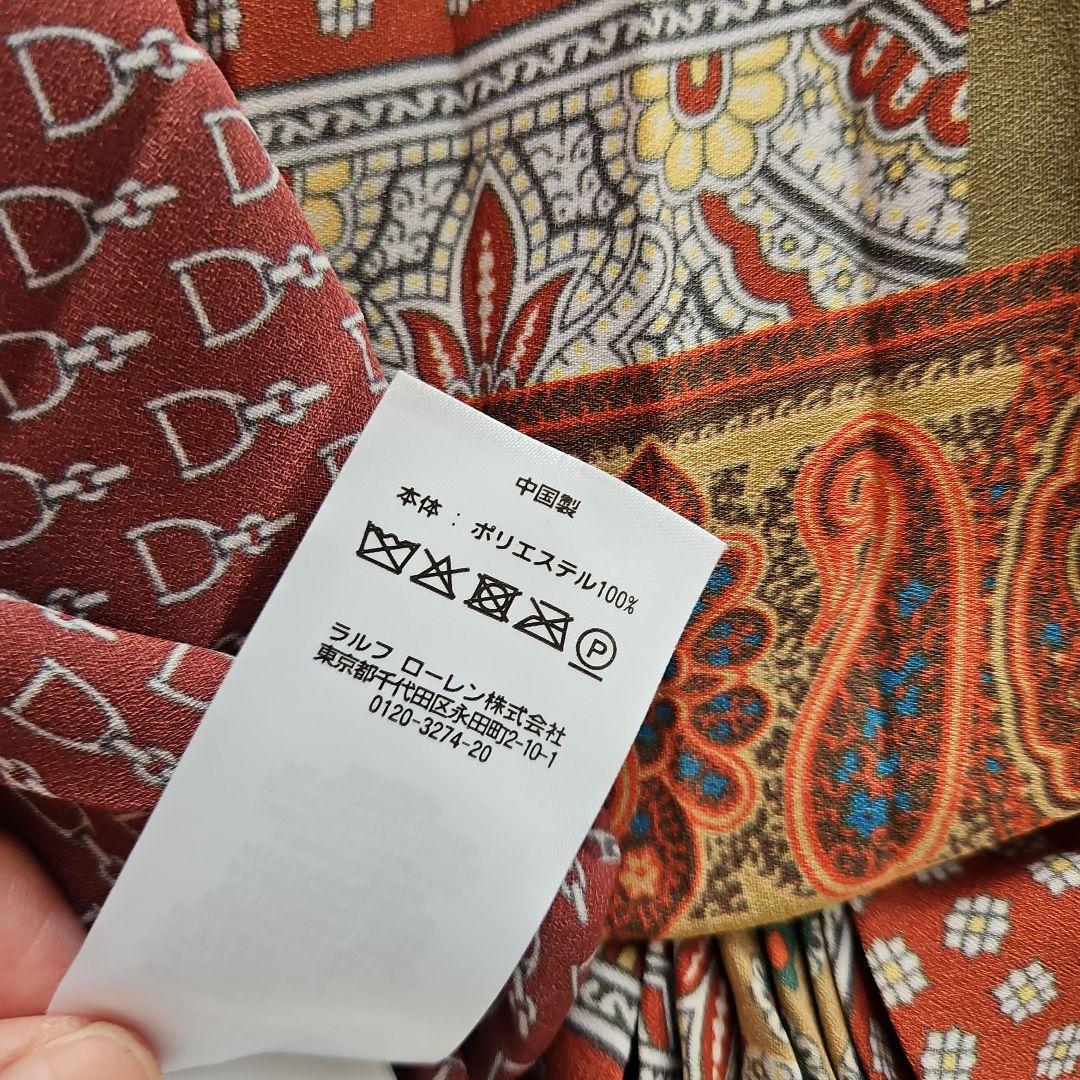 中国製
本体 : ポリエステル100%
P
ラルフ ローレン株式会社
東京都千代田区永田町2-10-1
0120-3274-20